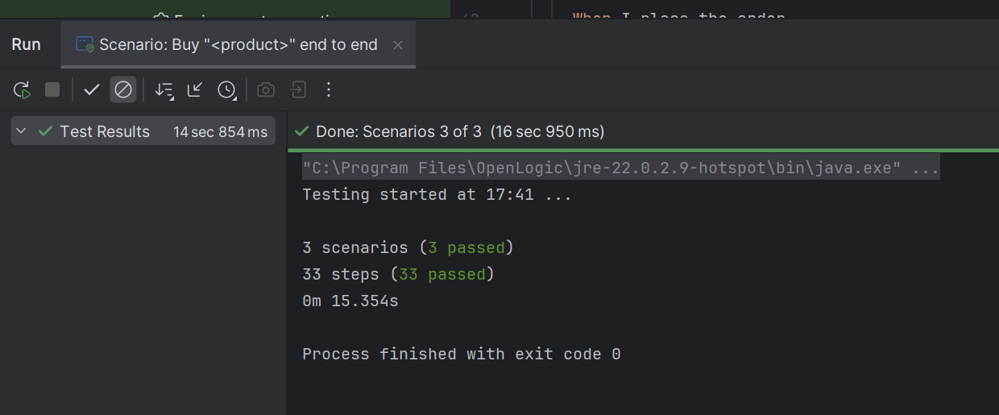 When I place the order
Run
Scenario: Buy "<product>" end to end
Test Results 14 sec 854 ms
Done: Scenarios 3 of 3 (16 sec 950 ms)
"C:\Program Files\OpenLogic\jre-22.0.2.9-hotspot\bin\java.exe" ...
Testing started at 17:41 ...
3 scenarios (3 passed)
33 steps (33 passed)
0m 15.354s
Process finished with exit code 0